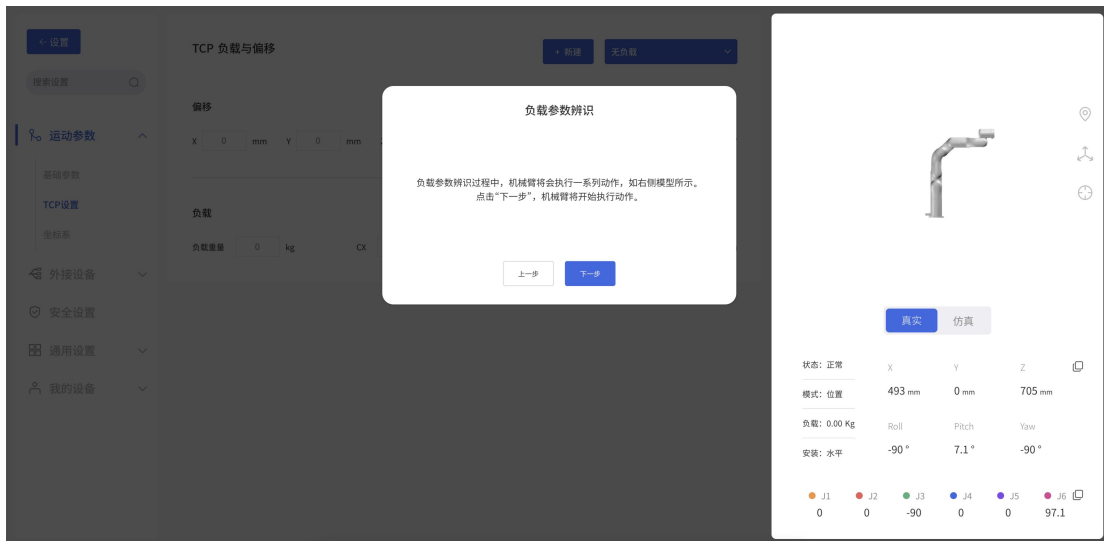 ←设置
TCP 负载与偏移
+ 新建
无负载
搜索设置
偏移
X 0 mm Y 0 mm
运动参数
基础参数
TCP设置
坐标系
负载
负载重量 0 kg CX
外接设备
安全设置
通用设置
我的设备
负载参数辨识
负载参数辨识过程中，机械臂将会执行一系列动作，如右侧模型所示。
点击“下一步”，机械臂将开始执行动作。
上一步 下一步
真实 仿真
状态：正常
模式：位置
负载：0.00 Kg
安装：水平
X Y Z
493 mm 0 mm 705 mm
Roll Pitch Yaw
-90 ° 7.1 ° -90 °
J1 J2 J3 J4 J5 J6
0 0 -90 0 0 97.1